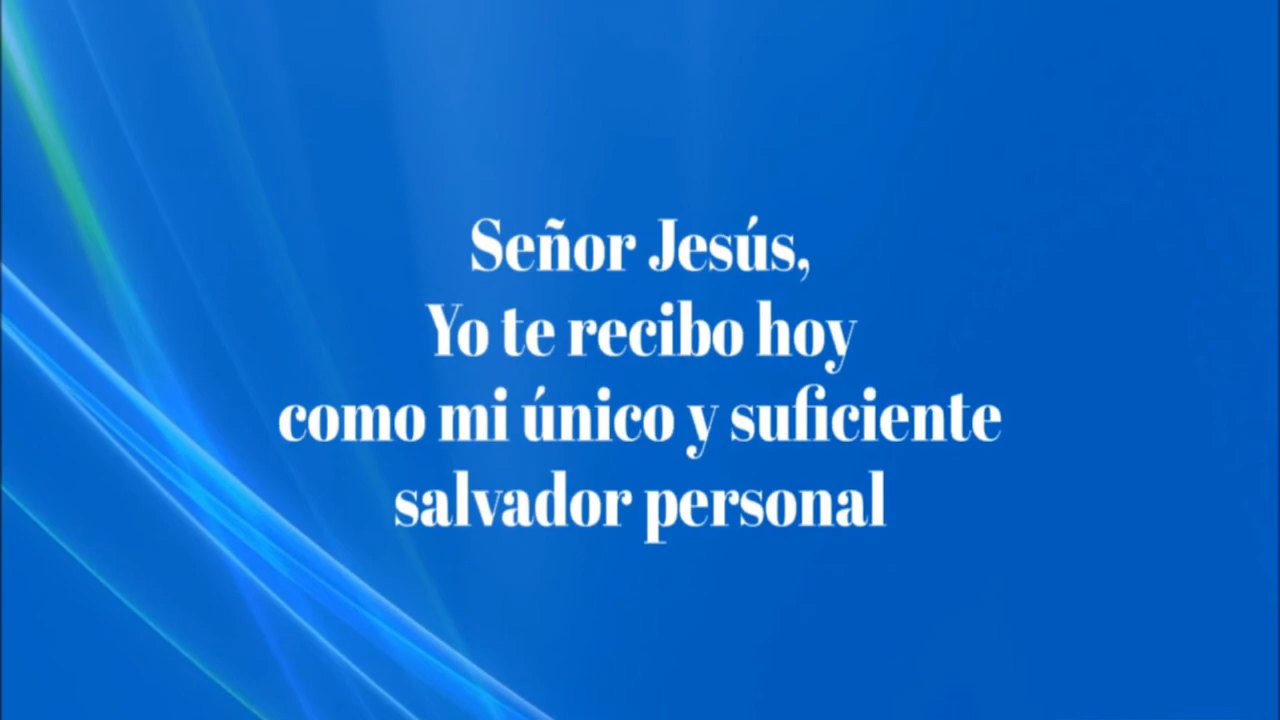 Señor Jesús,
Yo te recibo hoy
como mi único y suficiente
salvador personal